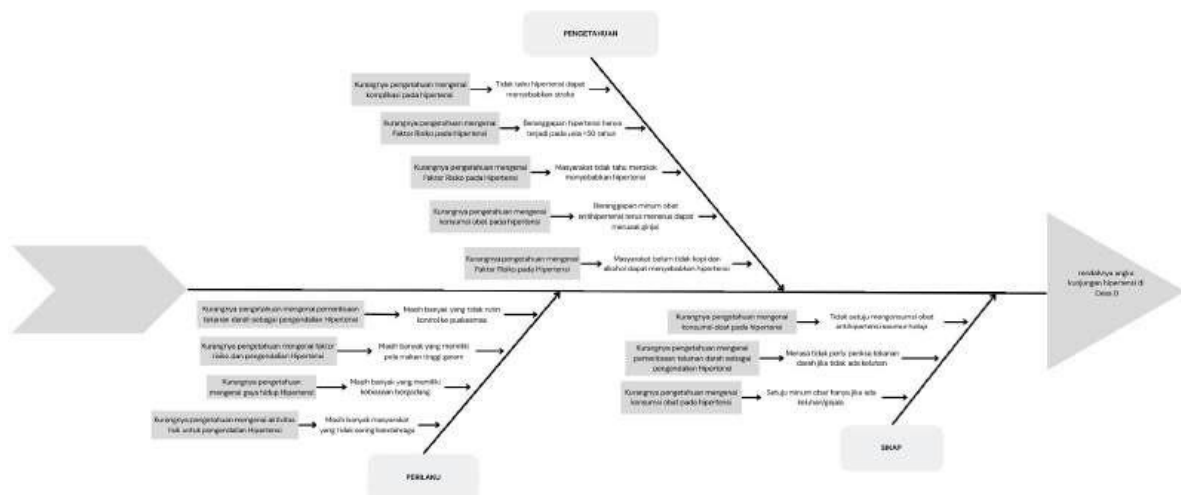 PENGETAHUAN
Kurangnya pengetahuan mengenai
komplikasi pada hipertensi
Tidak tahu hipertensi dapat
menyebabkan stroke
Kurangnya pengetahuan mengenai
Faktor Risiko pada Hipertensi
Beranggapan hipertensi hanya
terjadi pada usia >50 tahun
Kurangnya pengetahuan mengenai
Faktor Risiko pada Hipertensi
Masyarakat tidak tahu merokok
menyebabkan hipertensi
Kurangnya pengetahuan mengenai
konsumsi obat pada hipertensi
Beranggapan minum obat
antihipertensi terus menerus dapat
merusak ginjal
Kurangnya pengetahuan mengenai
Faktor Risiko pada Hipertensi
Masyarakat belum tidak kopi dan
alkohol dapat menyebabkan hipertensi
rendahnya angka
kunjungan hipertensi di
Desa
Kurangnya pengetahuan mengenai pemeriksaan
tekanan darah sebagai pengendalian Hipertensi
Masih banyak yang tidak rutin
kontrol ke puskesmas
Kurangnya pengetahuan mengenai faktor
risiko dan pengendalian Hipertensi
Masih banyak yang memiliki
pola makan tinggi garam
Kurangnya pengetahuan
mengenai gaya hidup Hipertensi
Masih banyak yang memiliki
kebiasaan bergadang
Kurangnya pengetahuan mengenai aktivitas
fisik untuk pengendalian Hipertensi
Masih banyak masyarakat
yang tidak sering berolahraga
PERILAKU
Kurangnya pengetahuan mengenai
konsumsi obat pada hipertensi
Tidak setuju mengonsumsi obat
antihipertensi seumur hidup
Kurangnya pengetahuan mengenai
pemeriksaan tekanan darah sebagai
pengendalian Hipertensi
Merasa tidak perlu periksa tekanan
darah jika tidak ada keluhan
Kurangnya pengetahuan mengenai
konsumsi obat pada hipertensi
Setuju minum obat hanya jika ada
keluhan/gejala
SIKAP